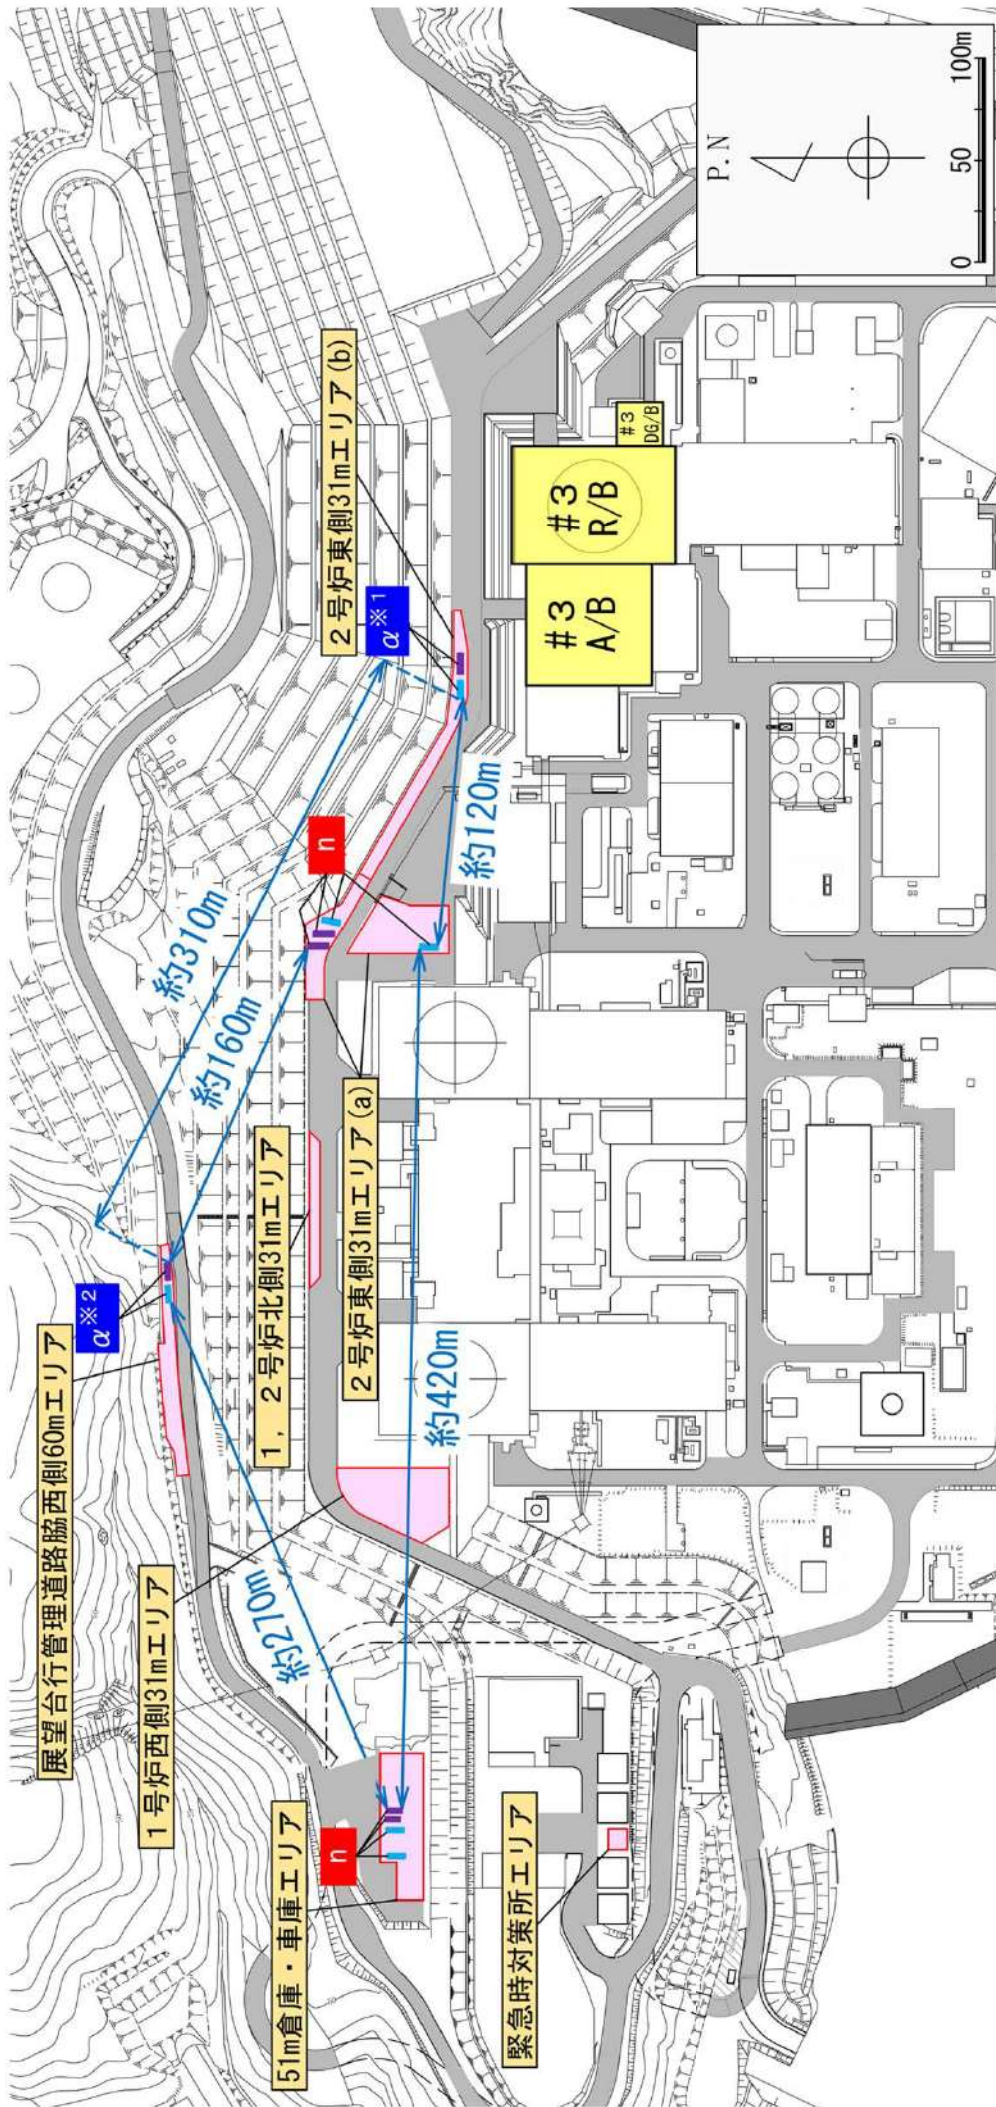 展望台行管理道路脇西側60mエリア
α※2
1号炉西側31mエリア
51m倉庫・車庫エリア
n
緊急時対策所エリア
1，2号炉北側31mエリア
2号炉東側31mエリア(a)
2号炉東側31mエリア(b)
α※1
n
約310m
約160m
約270m
約120m
約420m
#3
A/B
#3
R/B
#3
DG/B
P.N
0
50
100m